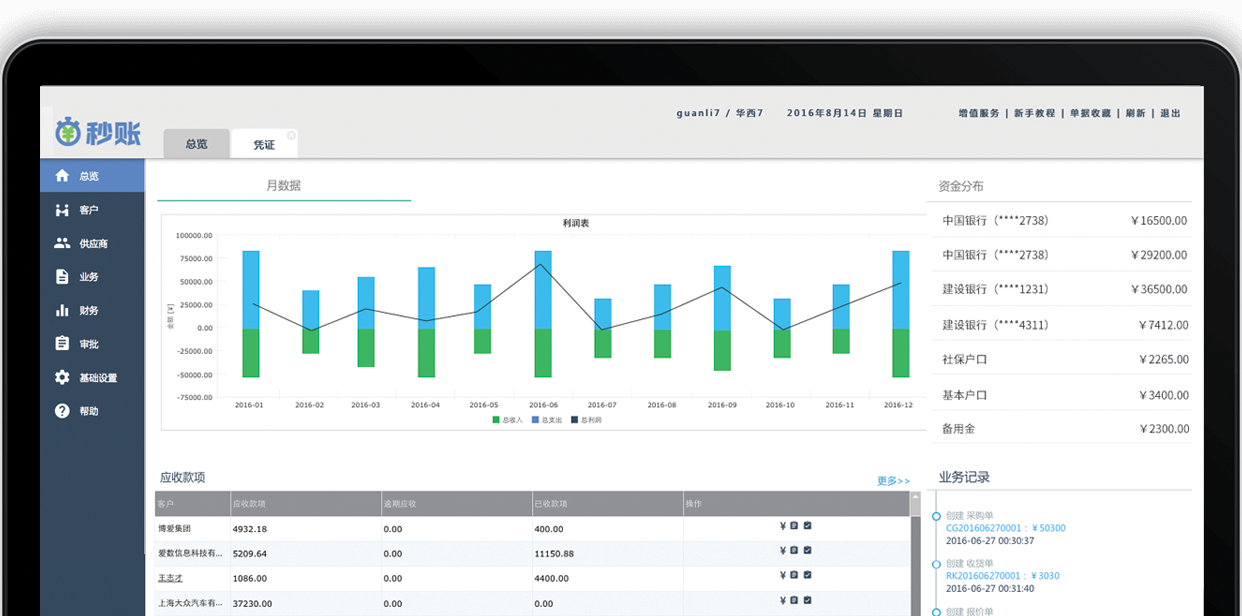 秒账
总览
凭证
guanli7 / 华西7
2016年8月14日 星期日
增值服务 | 新手教程 | 单据收藏 | 刷新 | 退出
总览
客户
供应商
业务
财务
审批
基础设置
帮助
月数据
利润表
金额 [¥]
100000.00
75000.00
50000.00
25000.00
0.00
-25000.00
-50000.00
-75000.00
2016-01 2016-02 2016-03 2016-04 2016-05 2016-06 2016-07 2016-08 2016-09 2016-10 2016-11 2016-12
总收入 总支出 总利润
资金分布
中国银行（****2738） ￥16500.00
中国银行（****2738） ￥29200.00
建设银行（****1231） ￥36500.00
建设银行（****4311） ￥7412.00
社保户口 ￥2265.00
基本户口 ￥3400.00
备用金 ￥2300.00
应收款项
更多>>
客户 应收款项 逾期应收 已收款项 操作
博爱集团 4932.18 0.00 400.00 ¥
爱数信息科技有... 5209.64 0.00 11150.88 ¥
王志才 1086.00 0.00 4400.00 ¥
上海大众汽车有... 37230.00 0.00 0.00 ¥
业务记录
创建 采购单
CG201606270001：￥50300
2016-06-27 00:30:37
创建 收货单
RK201606270001：￥3030
2016-06-27 00:31:40
创建 报价单